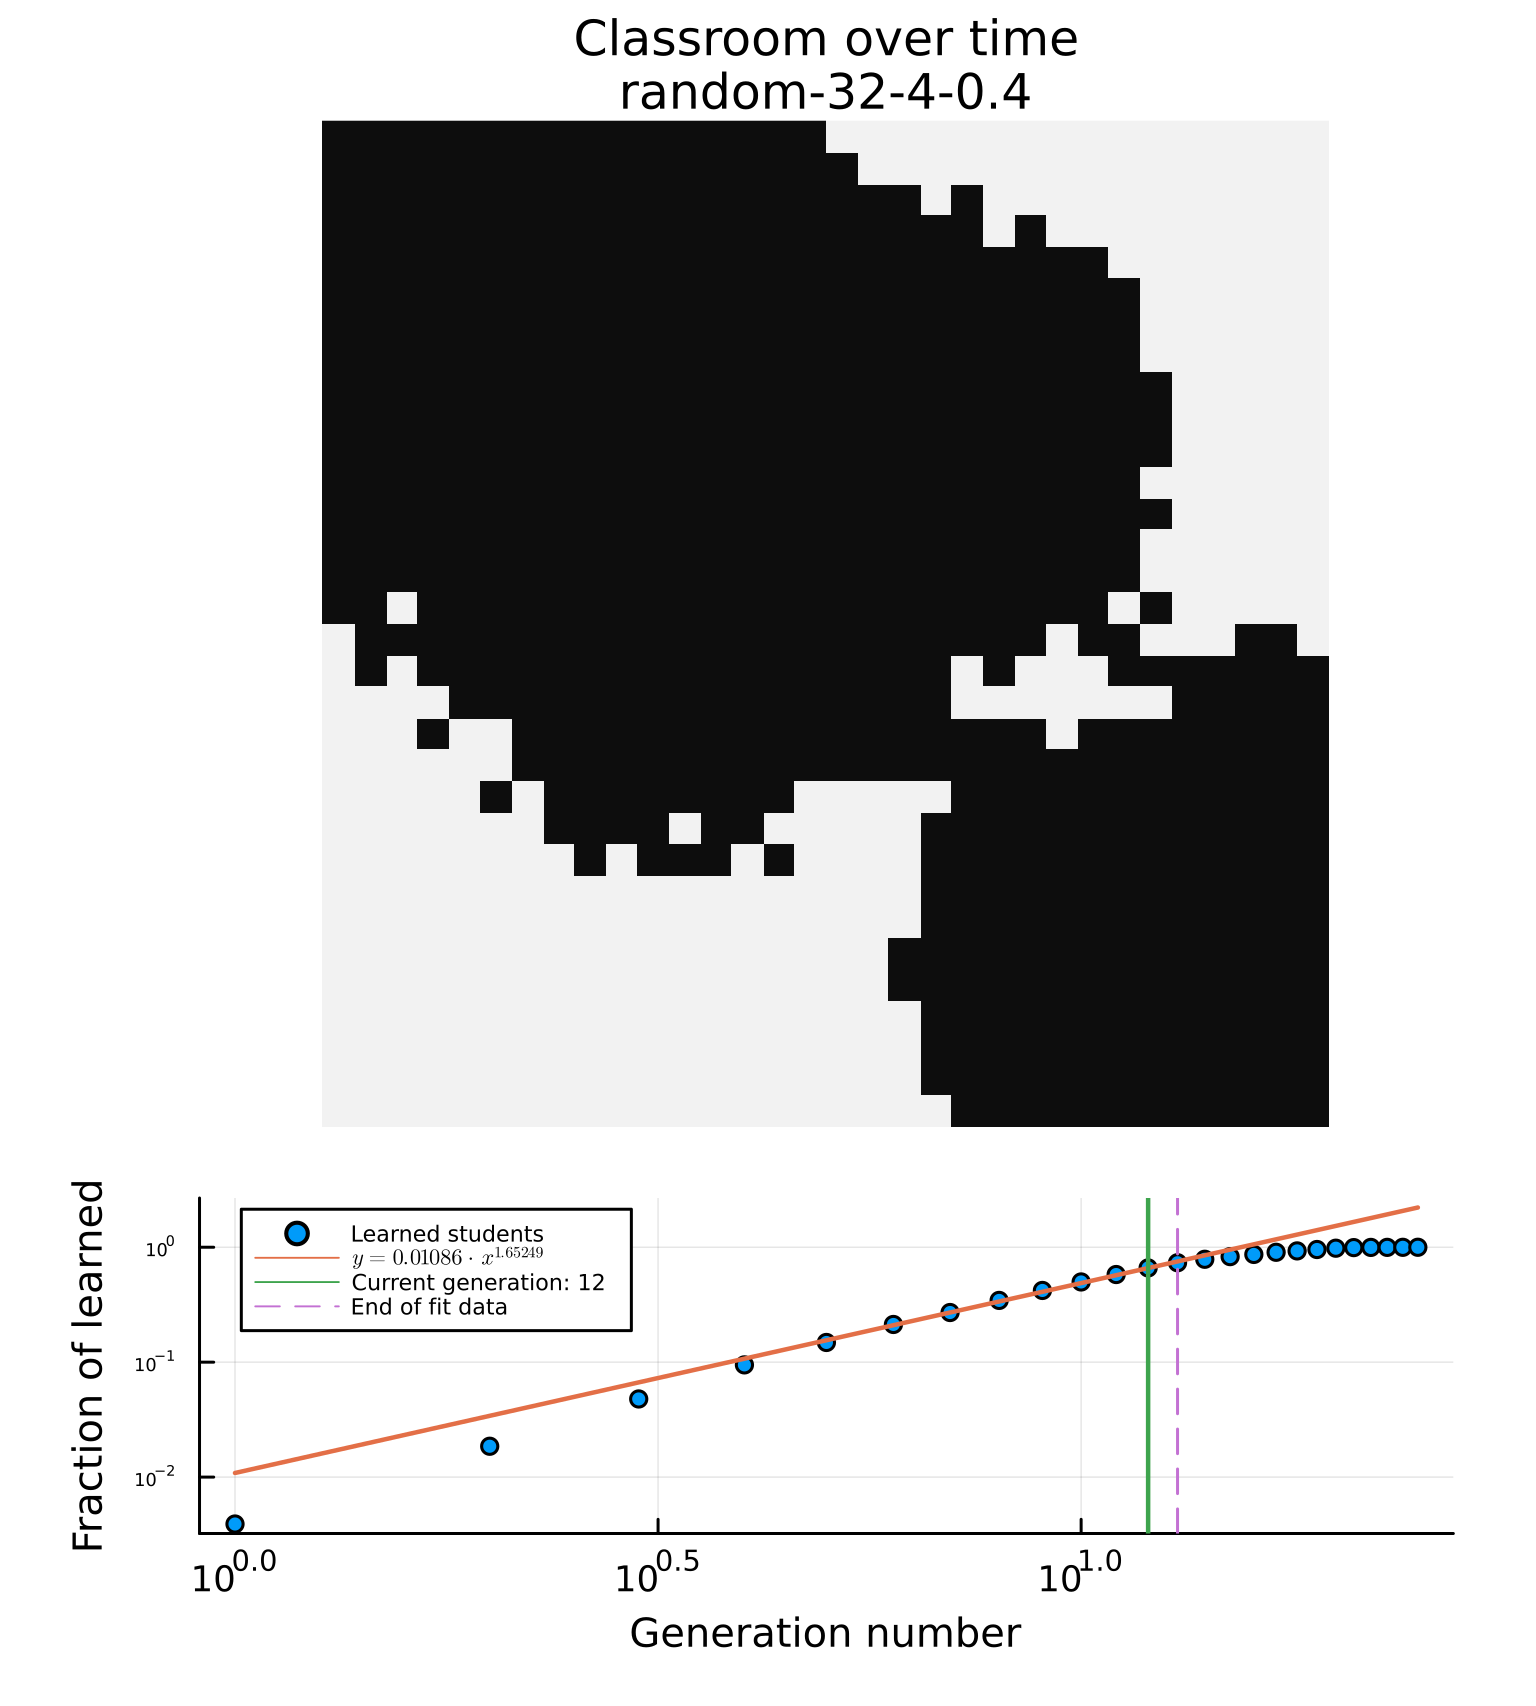 Classroom over time
random-32-4-0.4
Fraction of learned
10⁰
10⁻¹
10⁻²
Learned students
y = 0.01086 · x^1.65249
Current generation: 12
End of fit data
10^0.0
10^0.5
10^1.0
Generation number